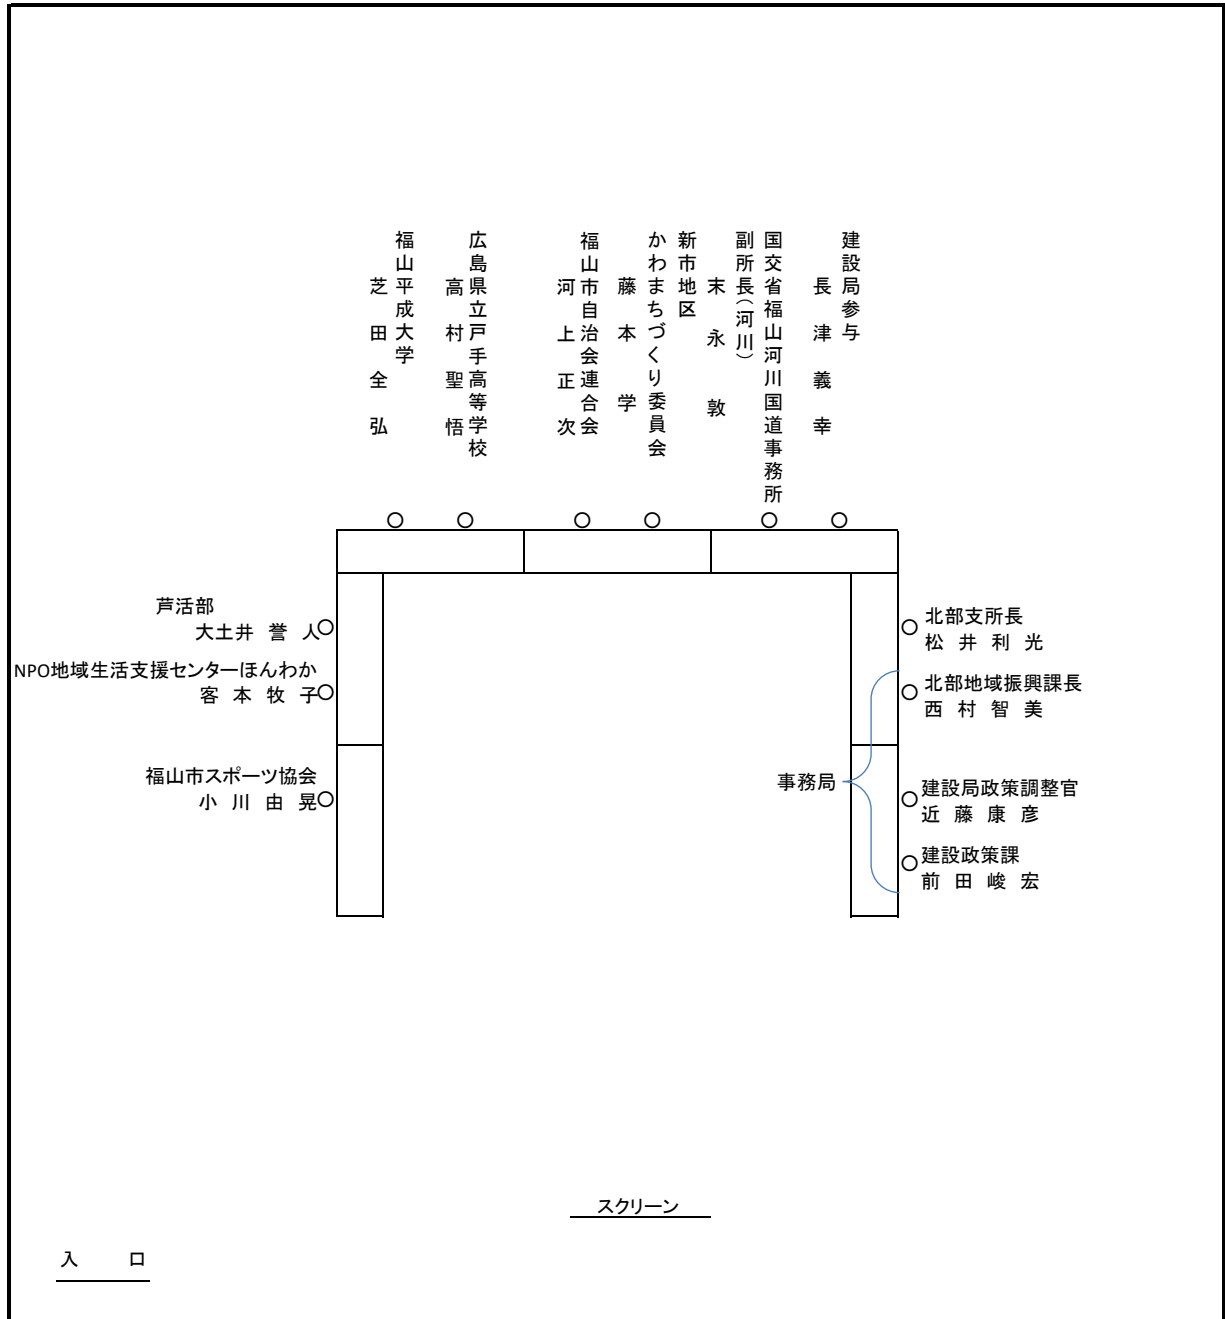 建設局参与
長津義幸
国交省福山河川国道事務所
副所長（河川）
末永敦
新市地区
かわまちづくり委員会
藤本学
福山市自治会連合会
河上正次
広島県立戸手高等学校
高村聖悟
福山平成大学
芝田全弘
芦活部
大土井 誉 人
NPO地域生活支援センターほんわか
客 本 牧 子
福山市スポーツ協会
小 川 由 晃
北部支所長
松 井 利 光
北部地域振興課長
西 村 智 美
事務局
建設局政策調整官
近 藤 康 彦
建設政策課
前 田 峻 宏
スクリーン
入 口